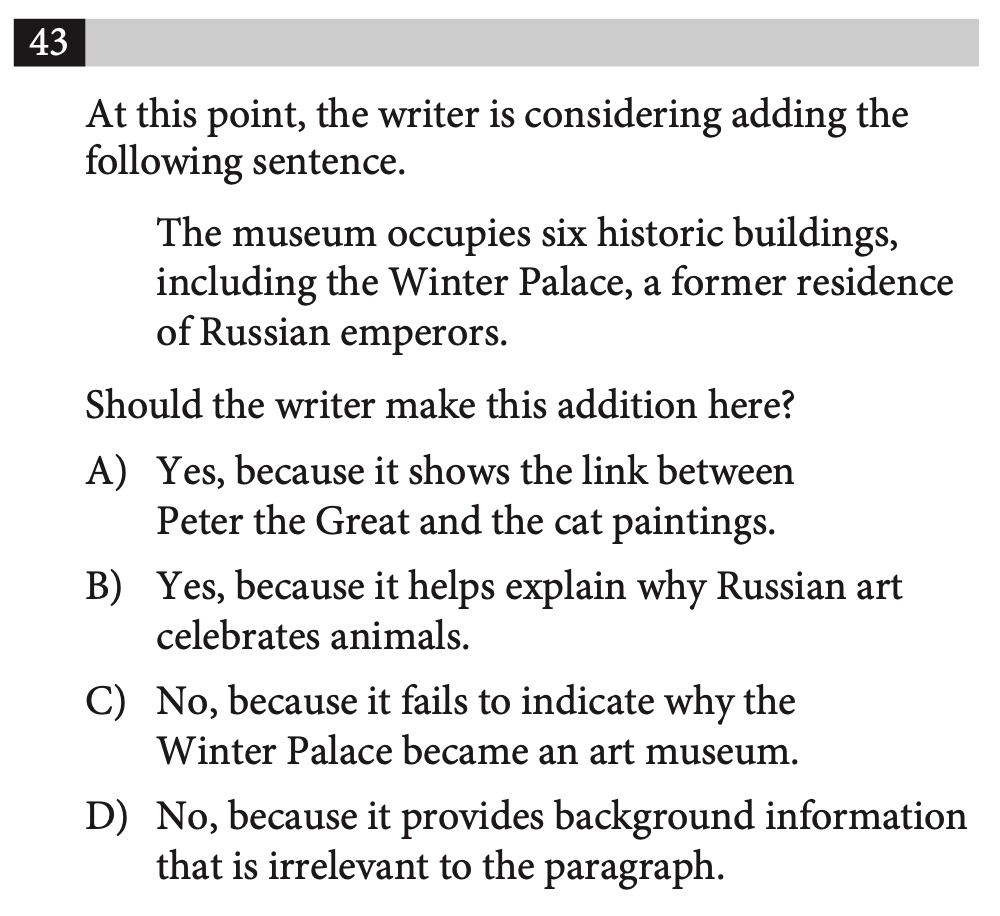 43
At this point, the writer is considering adding the
following sentence.
The museum occupies six historic buildings,
including the Winter Palace, a former residence
of Russian emperors.
Should the writer make this addition here?
A) Yes, because it shows the link between
Peter the Great and the cat paintings.
B) Yes, because it helps explain why Russian art
celebrates animals.
C) No, because it fails to indicate why the
Winter Palace became an art museum.
D) No, because it provides background information
that is irrelevant to the paragraph.